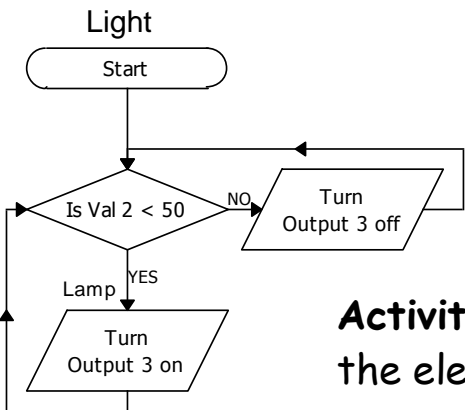 Light
Start
Is Val 2 < 50
NO
Turn
Output 3 off
YES
Lamp
Turn
Output 3 on
Activit
the ele